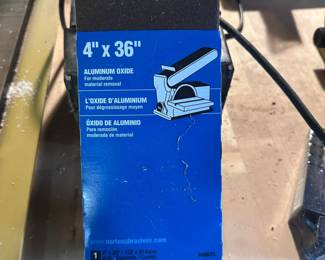 4" x 36"
ALUMINUM OXIDE
For moderate
material removal
L'OXIDE D'ALUMINIUM
Pour dégrossissage moyen
ÓXIDO DE ALUMINIO
Para remoción
moderada de material
www.nortonabrasives.com
1